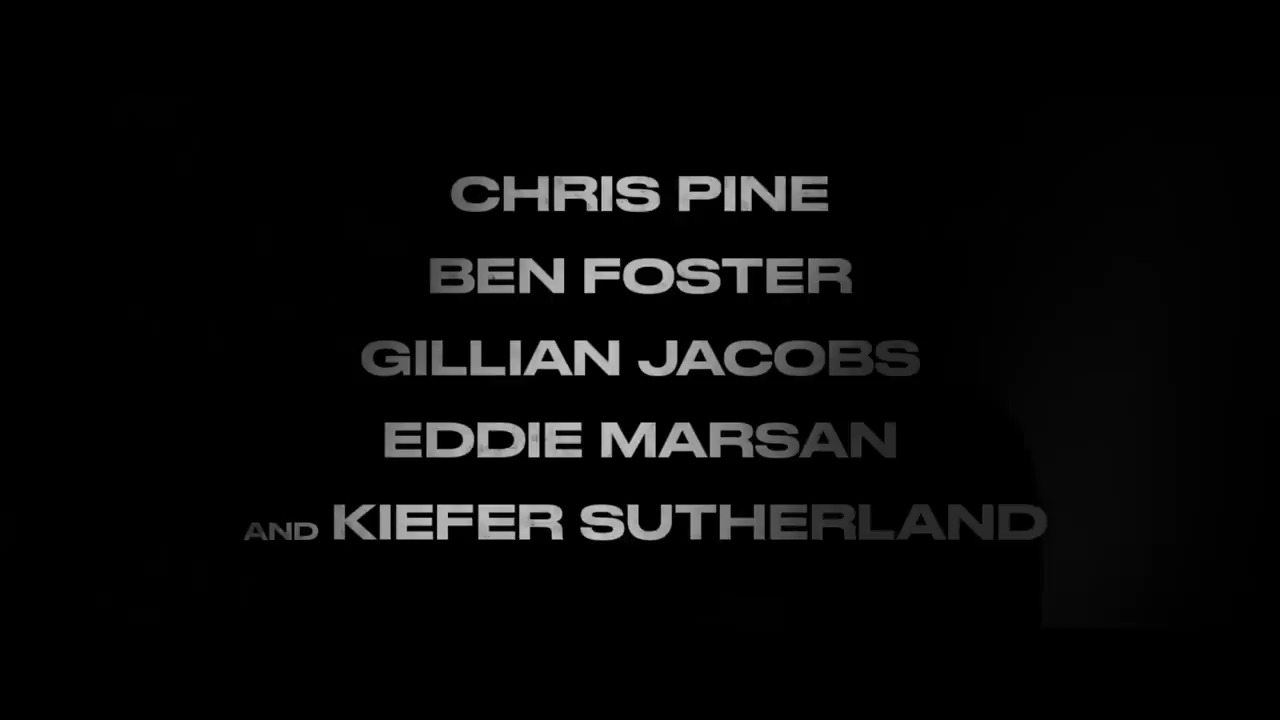 CHRIS PINE
BEN FOSTER
GILLIAN JACOBS
EDDIE MARSAN
AND KIEFER SUTHERLAND